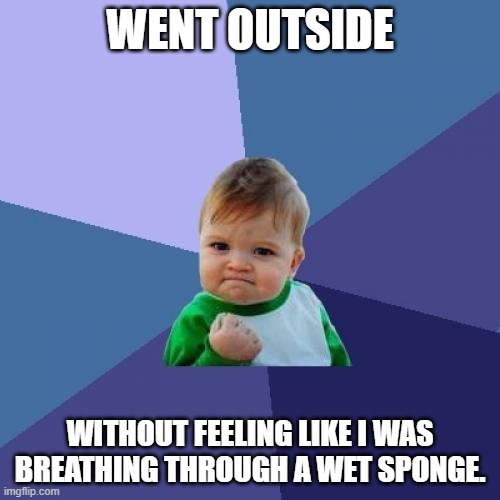 WENT OUTSIDE
WITHOUT FEELING LIKE I WAS
BREATHING THROUGH A WET SPONGE.
imgflip.com